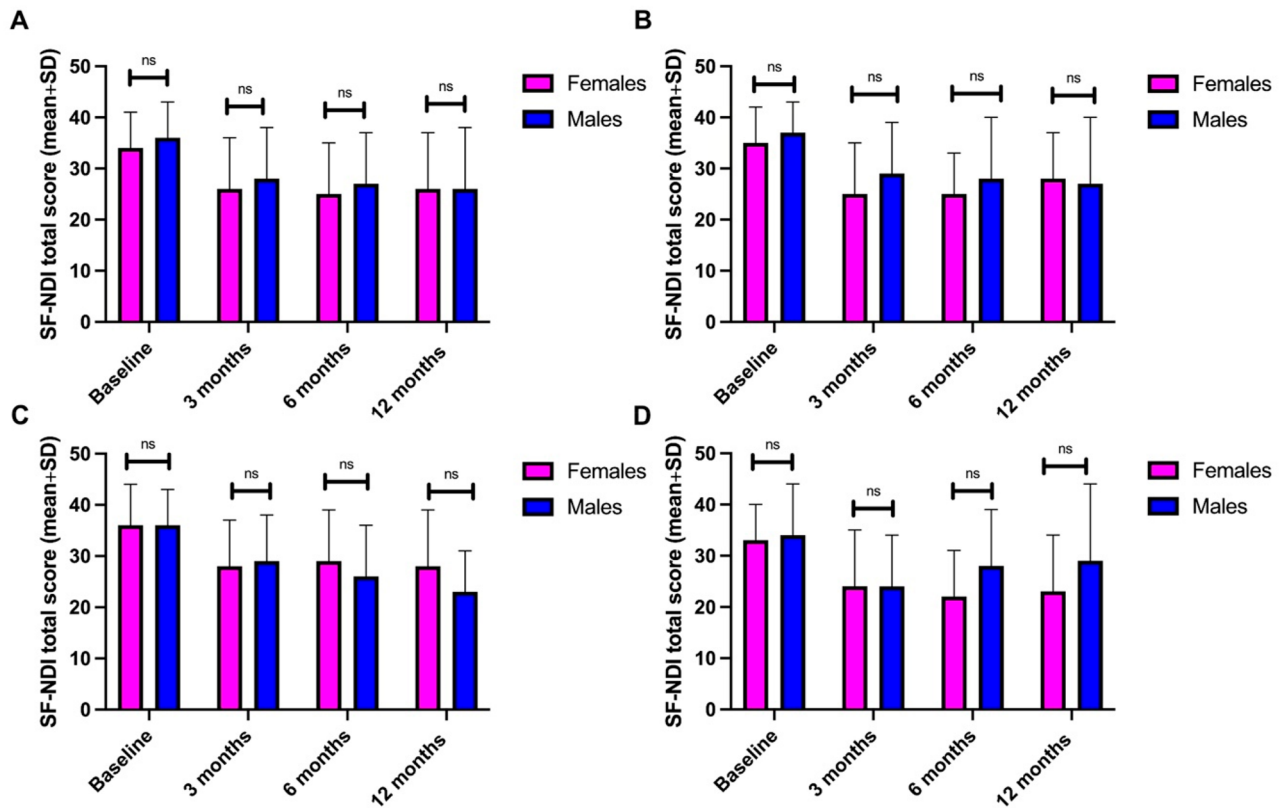 A
SF-NDI total score (mean+SD)
50
40
30
20
10
0
ns
ns
ns
ns
Baseline
3 months
6 months
12 months
Females
Males
B
SF-NDI total score (mean+SD)
50
40
30
20
10
0
ns
ns
ns
ns
Baseline
3 months
6 months
12 months
Females
Males
C
SF-NDI total score (mean+SD)
50
40
30
20
10
0
ns
ns
ns
ns
Baseline
3 months
6 months
12 months
Females
Males
D
SF-NDI total score (mean+SD)
50
40
30
20
10
0
ns
ns
ns
ns
Baseline
3 months
6 months
12 months
Females
Males